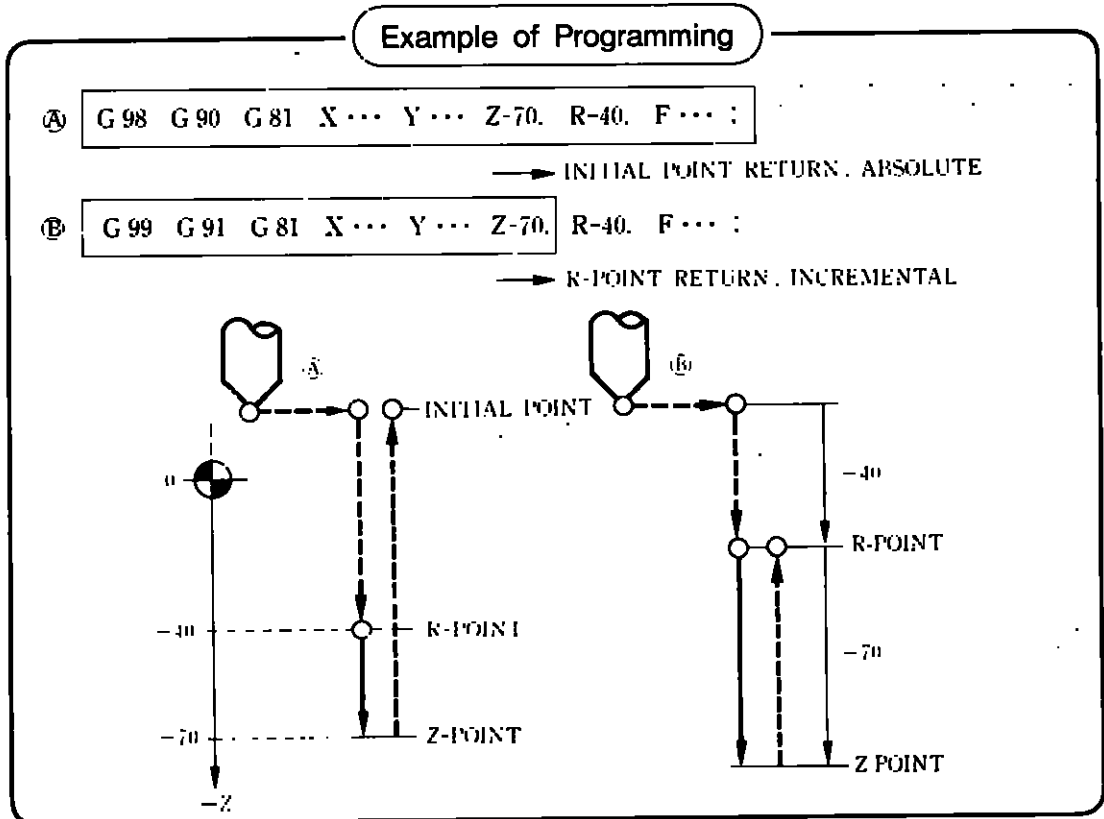 Example of Programming
Ⓐ G 98 G 90 G 81 X ··· Y ··· Z-70. R-40. F ··· ;
→ INITIAL POINT RETURN. ABSOLUTE
Ⓑ G 99 G 91 G 81 X ··· Y ··· Z-70. R-40. F ··· ;
→ R-POINT RETURN. INCREMENTAL
Ⓐ Ⓑ
INITIAL POINT
0
-40
R-POINT
-40 R-POINT
-70
-70 Z-POINT
Z POINT
-Z